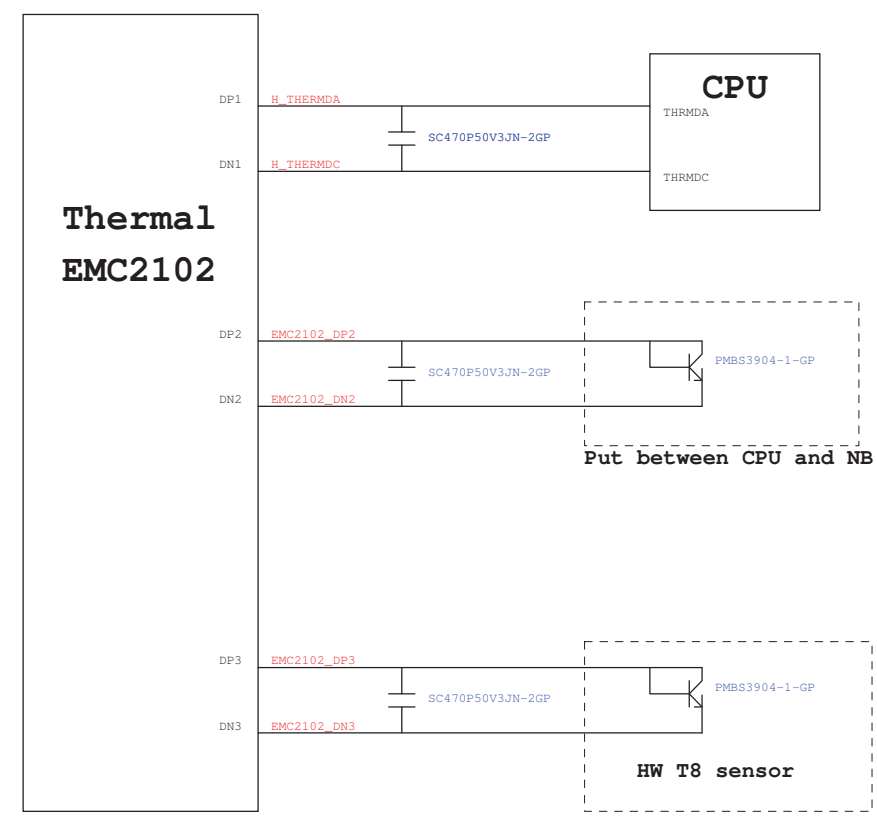 CPU
DP1 H_THERMDA
THRMDA
SC470P50V3JN-2GP
DN1 H_THERMDC
THRMDC
Thermal
EMC2102
DP2 EMC2102_DP2
PMBS3904-1-GP
SC470P50V3JN-2GP
DN2 EMC2102_DN2
Put between CPU and NB
DP3 EMC2102_DP3
PMBS3904-1-GP
SC470P50V3JN-2GP
DN3 EMC2102_DN3
HW T8 sensor